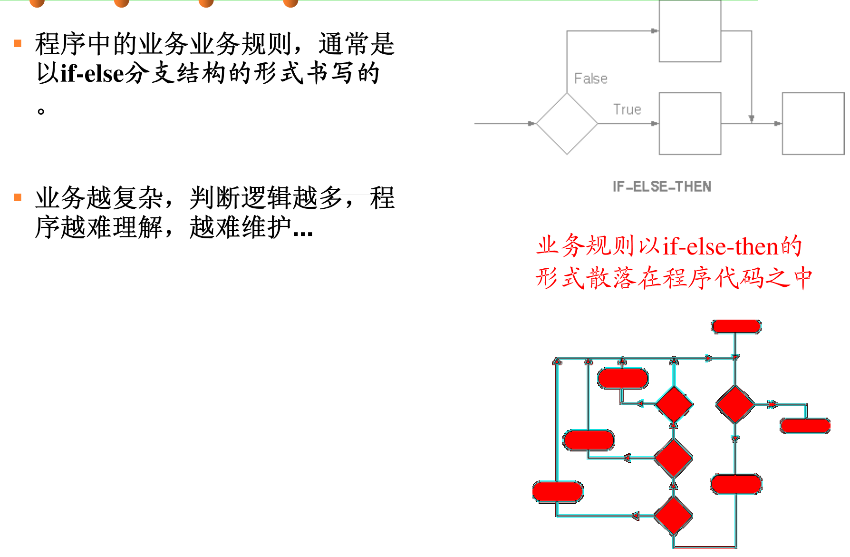 程序中的业务业务规则，通常是
以if-else分支结构的形式书写的
。
业务越复杂，判断逻辑越多，程
序越难理解，越难维护...
False
True
IF-ELSE-THEN
业务规则以if-else-then的
形式散落在程序代码之中